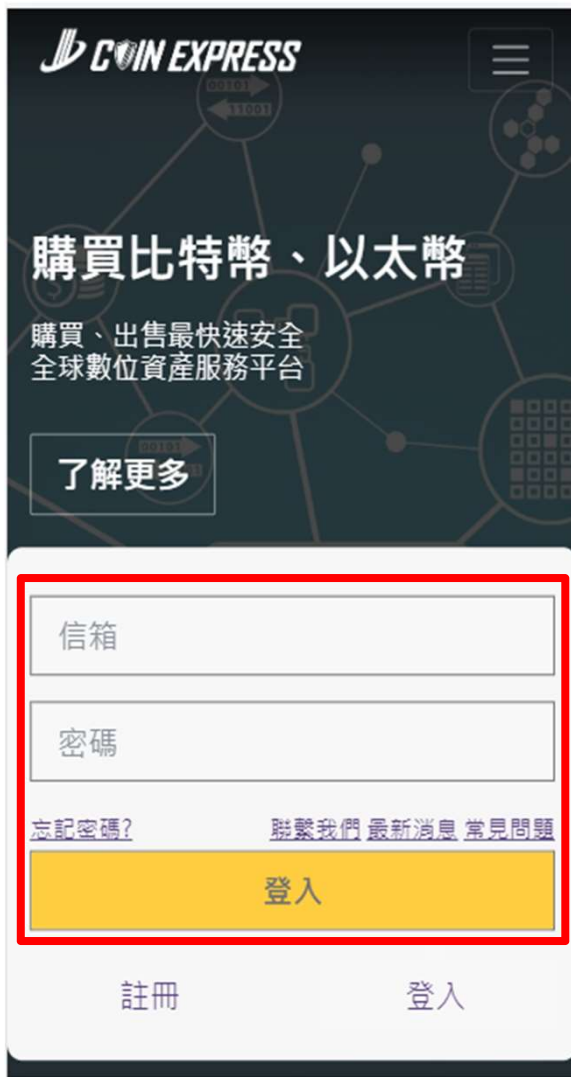 COIN EXPRESS
00101
11001
購買比特幣、以太幣
購買、出售最快速安全
全球數位資產服務平台
00101
了解更多
信箱
密碼
忘記密碼? 聯繫我們 最新消息 常見問題
登入
註冊 登入